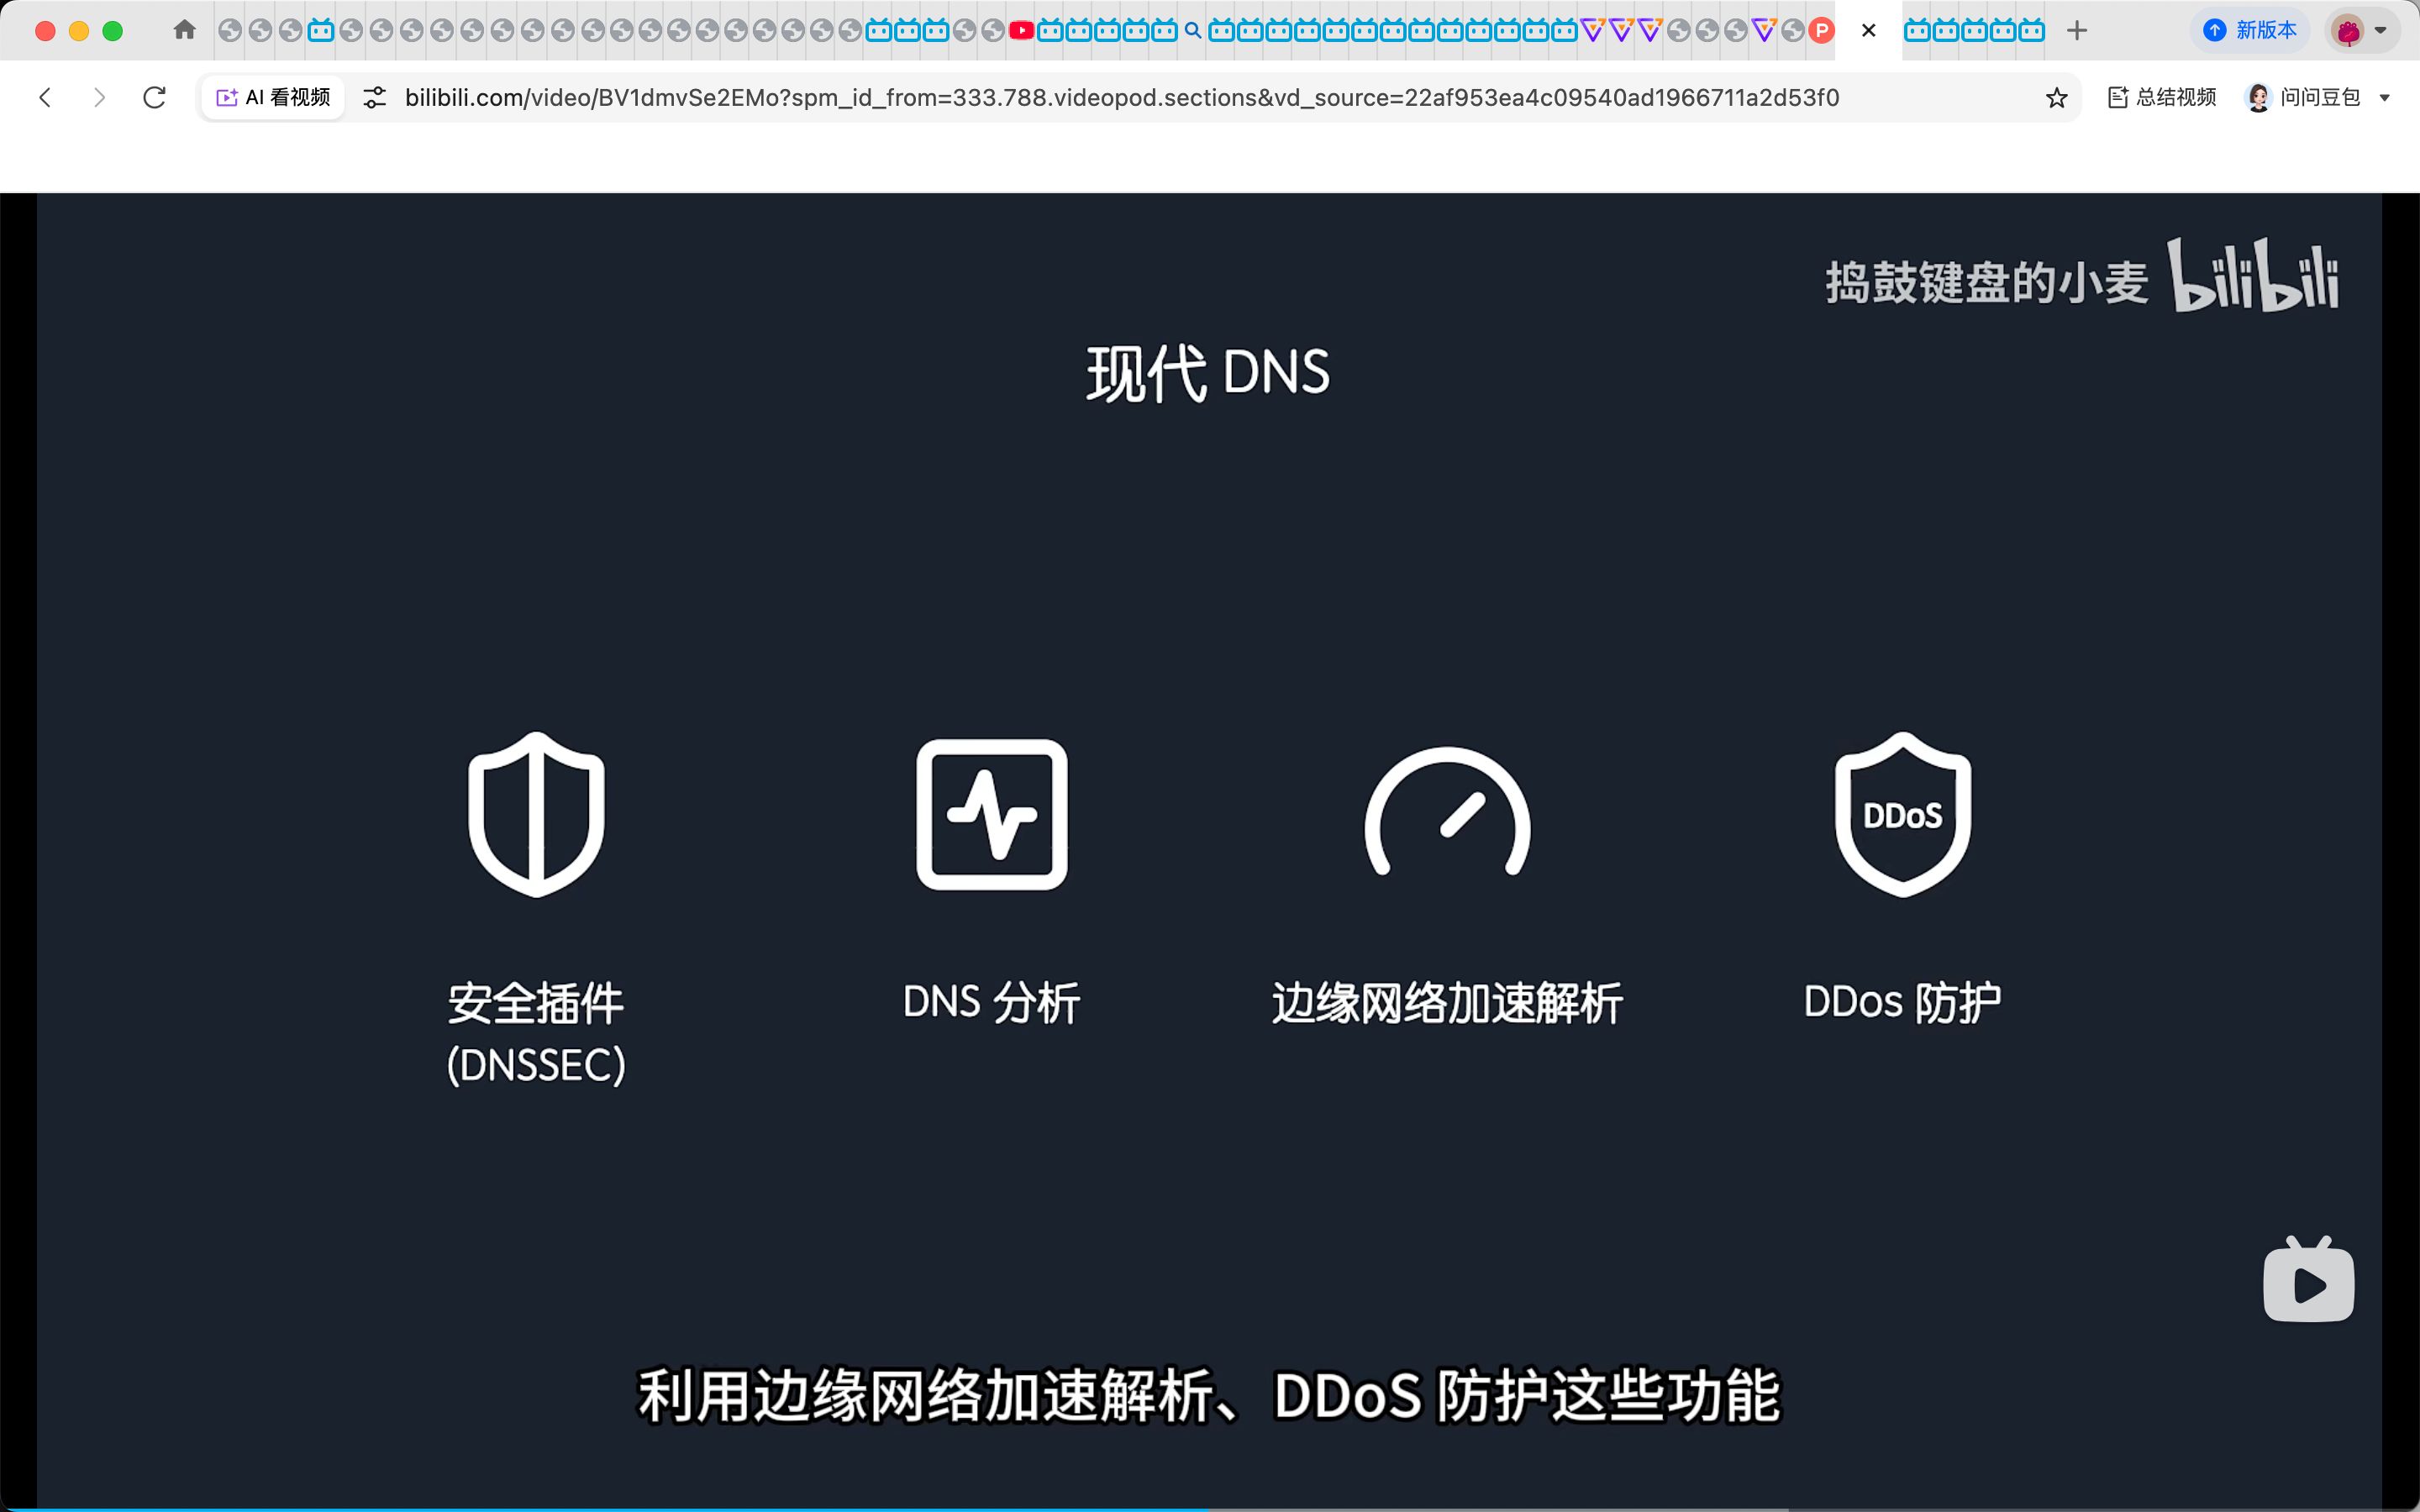 新版本
AI 看视频
bilibili.com/video/BV1dmvSe2EMo?spm_id_from=333.788.videopod.sections&vd_source=22af953ea4c09540ad1966711a2d53f0
总结视频
问问豆包
捣鼓键盘的小麦 bilibili
现代 DNS
DDoS
安全插件
(DNSSEC)
DNS 分析
边缘网络加速解析
DDos 防护
利用边缘网络加速解析、DDoS 防护这些功能